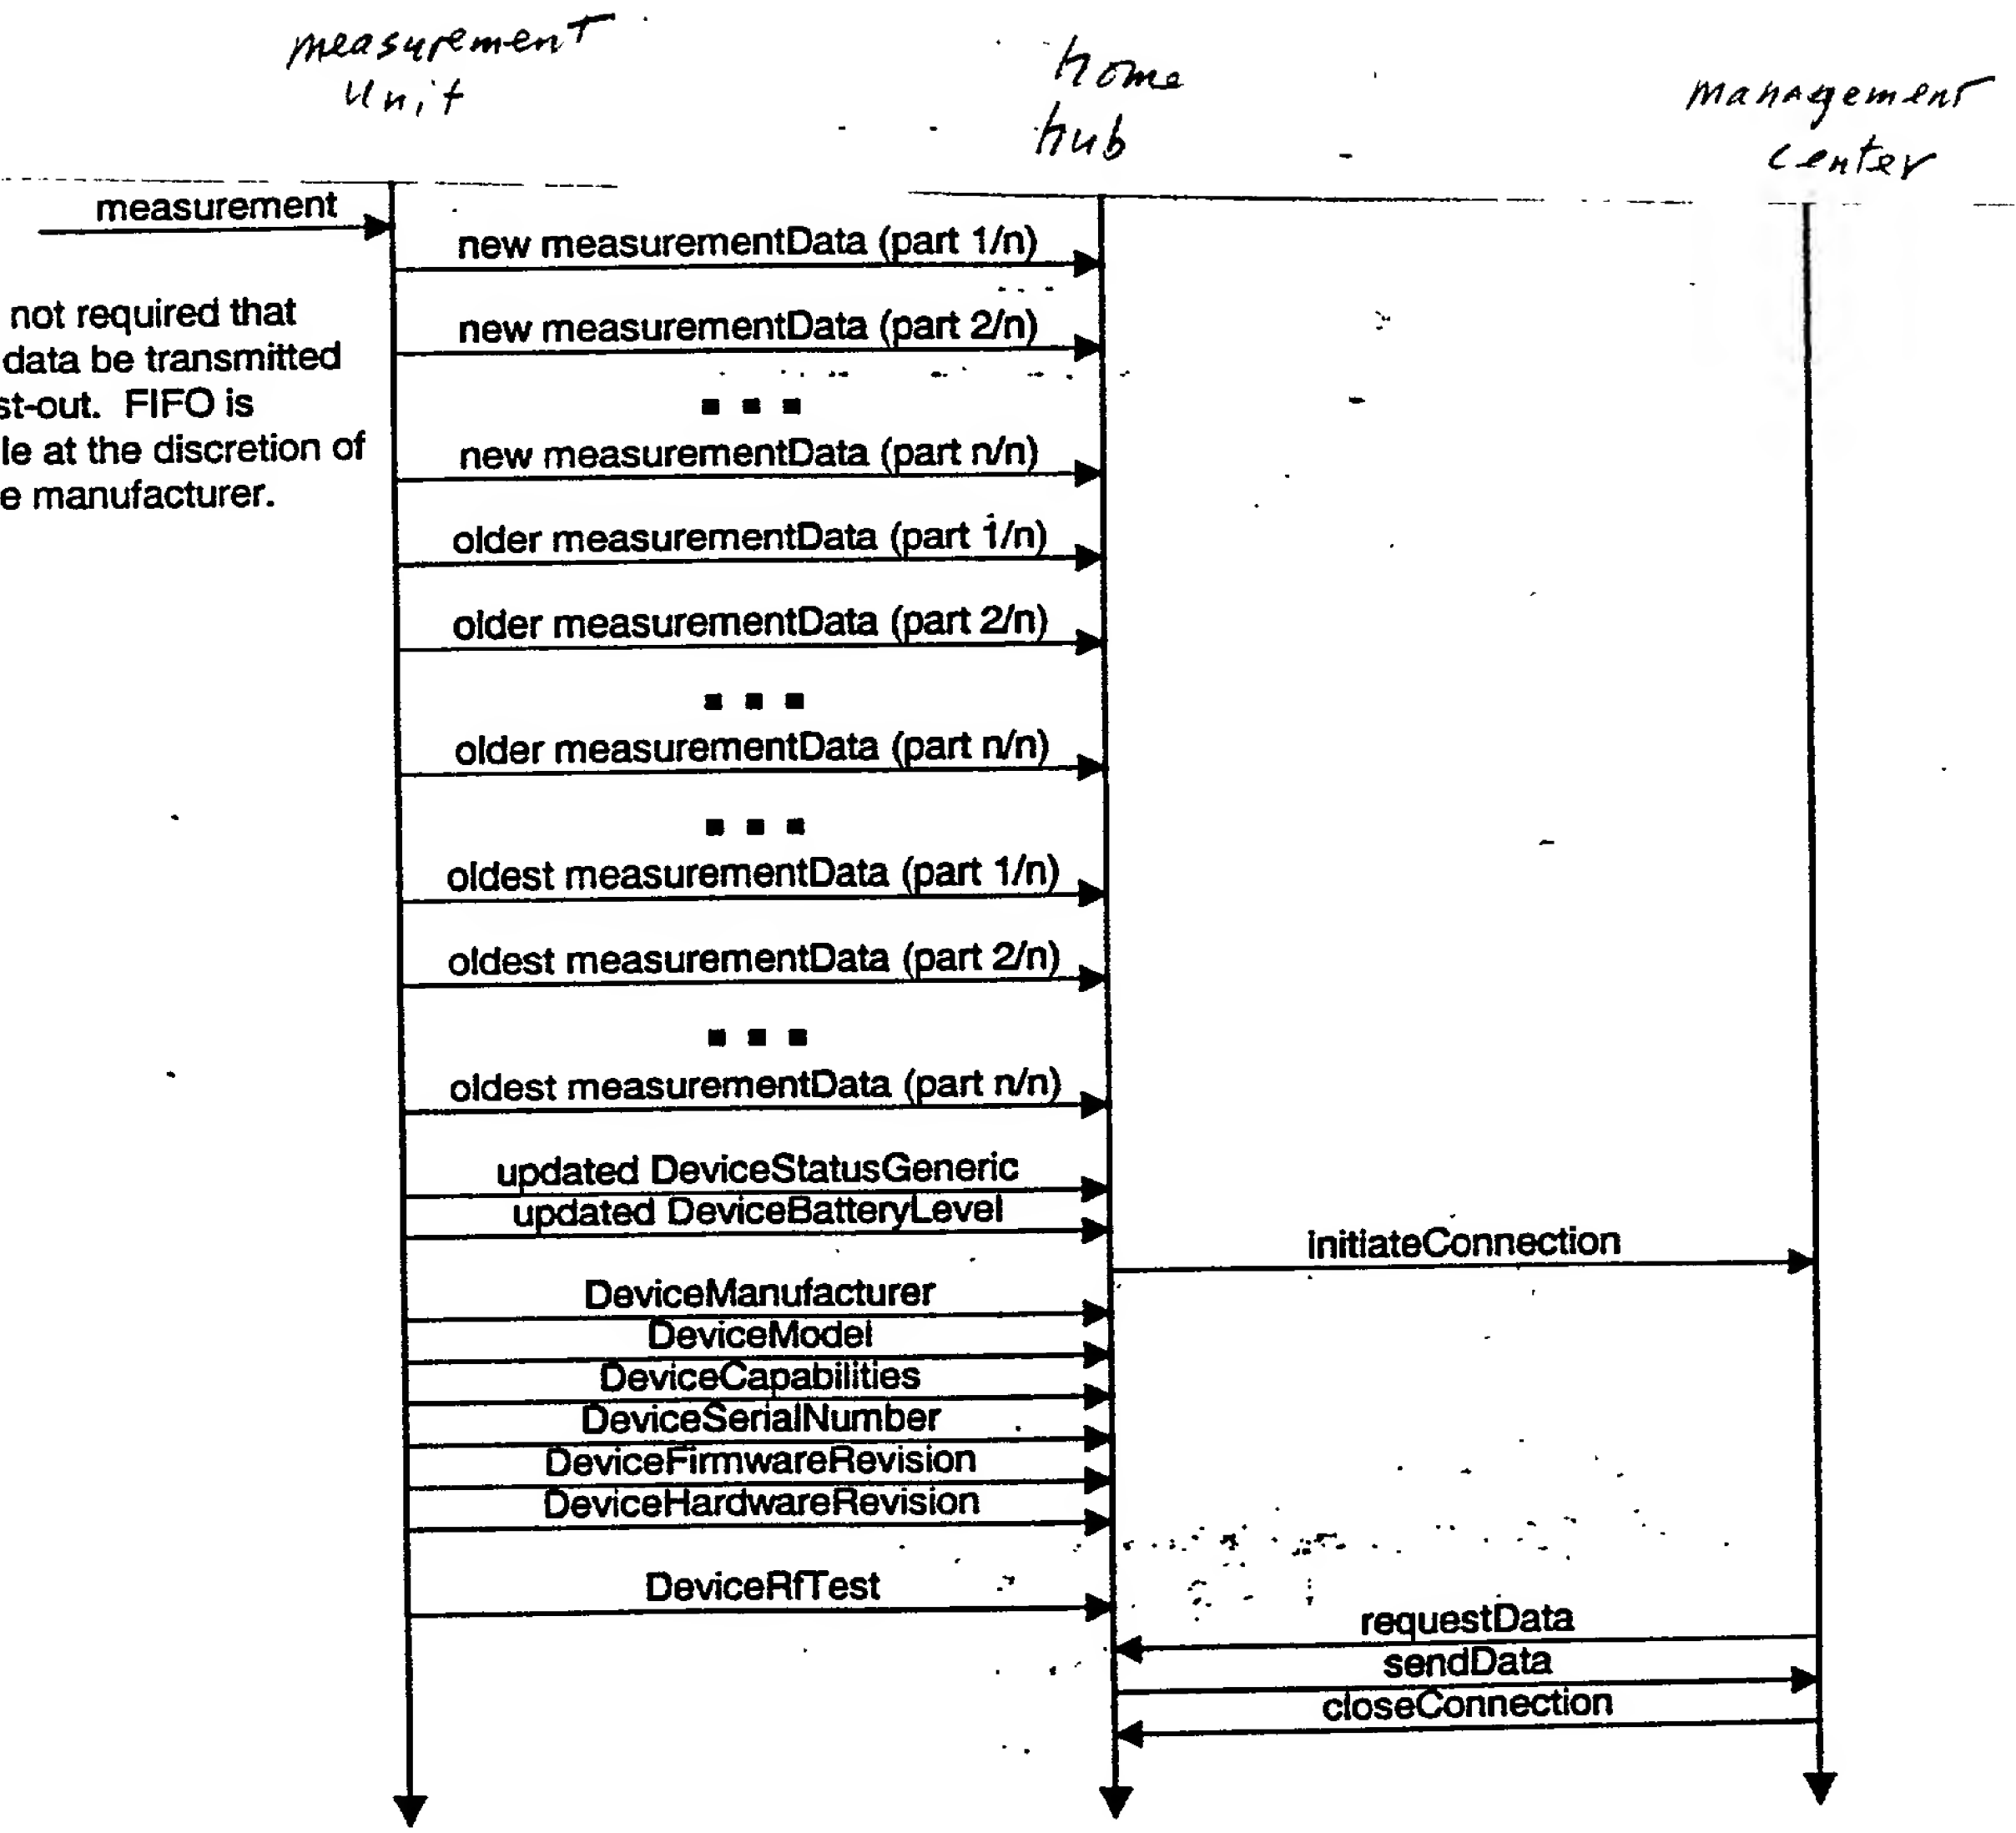 measurement
unit
home
hub
management
center
measurement
new measurementData (part 1/n)
not required that
data be transmitted
st-out. FIFO is
le at the discretion of
e manufacturer.
new measurementData (part 2/n)
new measurementData (part n/n)
older measurementData (part 1/n)
older measurementData (part 2/n)
older measurementData (part n/n)
oldest measurementData (part 1/n)
oldest measurementData (part 2/n)
oldest measurementData (part n/n)
updated DeviceStatusGeneric
updated DeviceBatteryLevel
initiateConnection
DeviceManufacturer
DeviceModel
DeviceCapabilities
DeviceSerialNumber
DeviceFirmwareRevision
DeviceHardwareRevision
DeviceRfTest
requestData
sendData
closeConnection